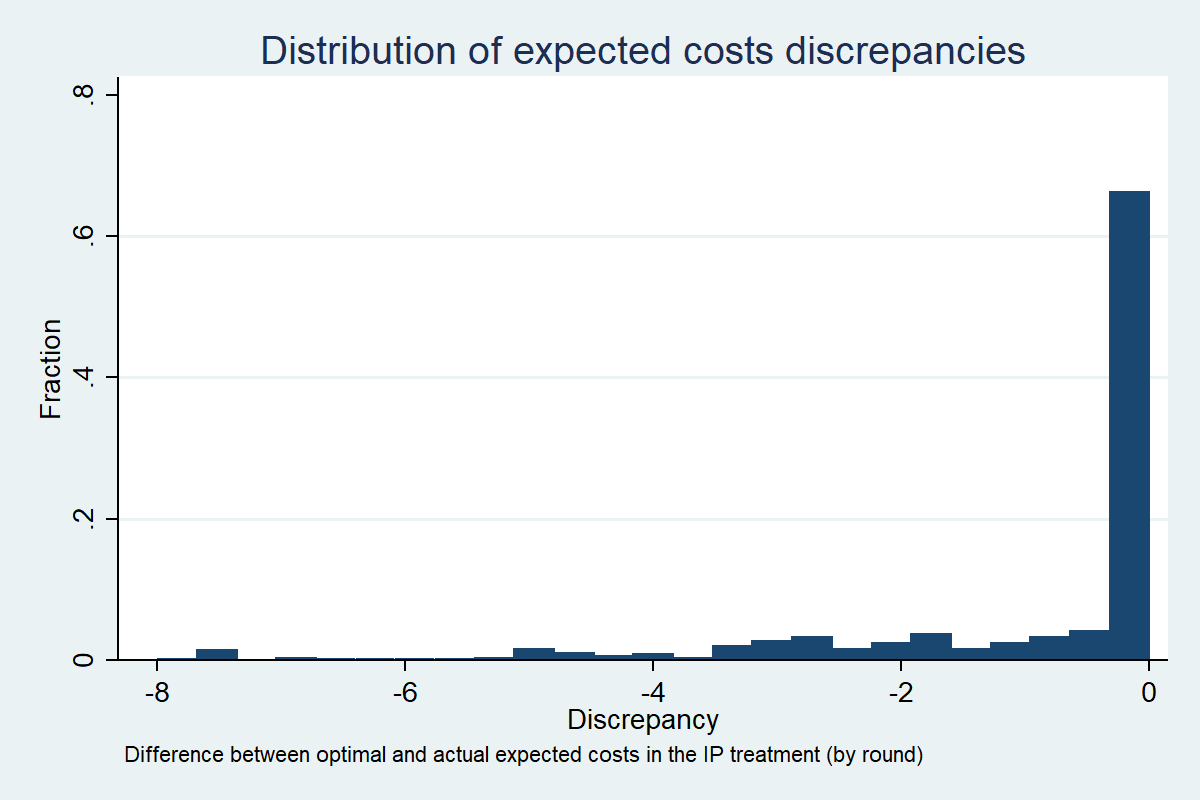 Distribution of expected costs discrepancies
.8
.6
.4
.2
0
Fraction
-8 -6 -4 -2 0
Discrepancy
Difference between optimal and actual expected costs in the IP treatment (by round)